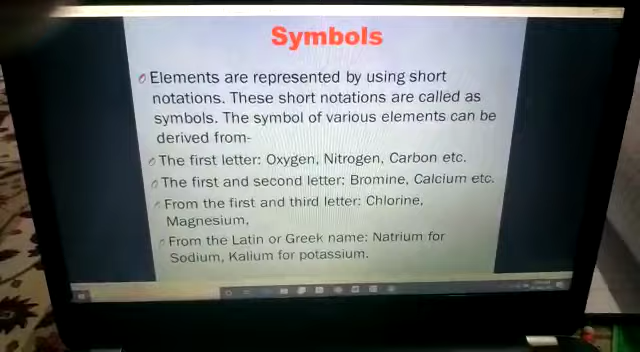 Symbols
Elements are represented by using short
notations. These short notations are called as
symbols. The symbol of various elements can be
derived from-
The first letter: Oxygen, Nitrogen, Carbon etc.
The first and second letter: Bromine, Calcium etc.
From the first and third letter: Chlorine,
Magnesium,
From the Latin or Greek name: Natrium for
Sodium, Kalium for potassium.